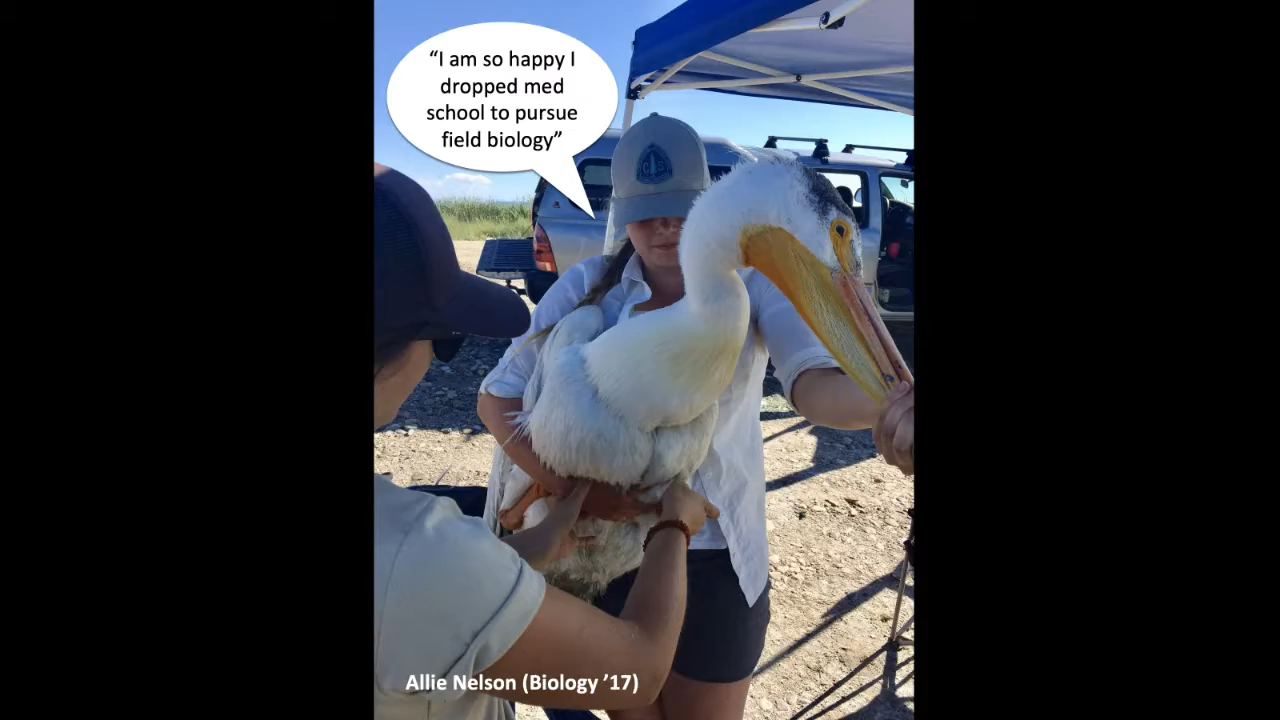 “I am so happy I
dropped med
school to pursue
field biology”
Allie Nelson (Biology ’17)